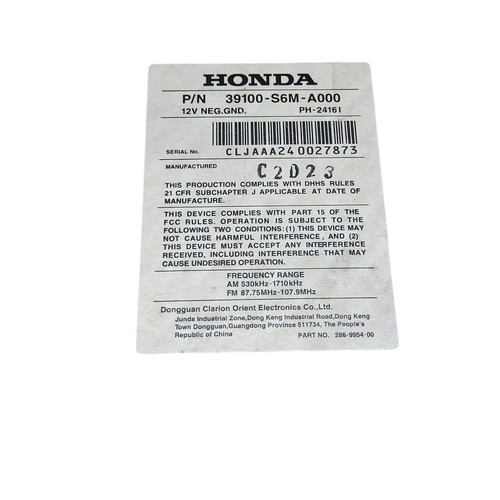 HONDA
P/N 39100-S6M-A000
12V NEG.GND. PH-2416I
SERIAL No. CLJAAA240027873
MANUFACTURED C2D23
THIS PRODUCTION COMPLIES WITH DHHS RULES
21 CFR SUBCHAPTER J APPLICABLE AT DATE OF
MANUFACTURE.
THIS DEVICE COMPLIES WITH PART 15 OF THE
FCC RULES. OPERATION IS SUBJECT TO THE
FOLLOWING TWO CONDITIONS:(1) THIS DEVICE MAY
NOT CAUSE HARMFUL INTERFERENCE, AND (2)
THIS DEVICE MUST ACCEPT ANY INTERFERENCE
RECEIVED, INCLUDING INTERFERENCE THAT MAY
CAUSE UNDESIRED OPERATION.
FREQUENCY RANGE
AM 530kHz-1710kHz
FM 87.75MHz-107.9MHz
Dongguan Clarion Orient Electronics Co.,Ltd.
Junda Industrial Zone,Dong Keng Industrial Road,Dong Keng
Town Dongguan,Guangdong Province 511734, The People's
Republic of China
PART NO. 286-9954-00